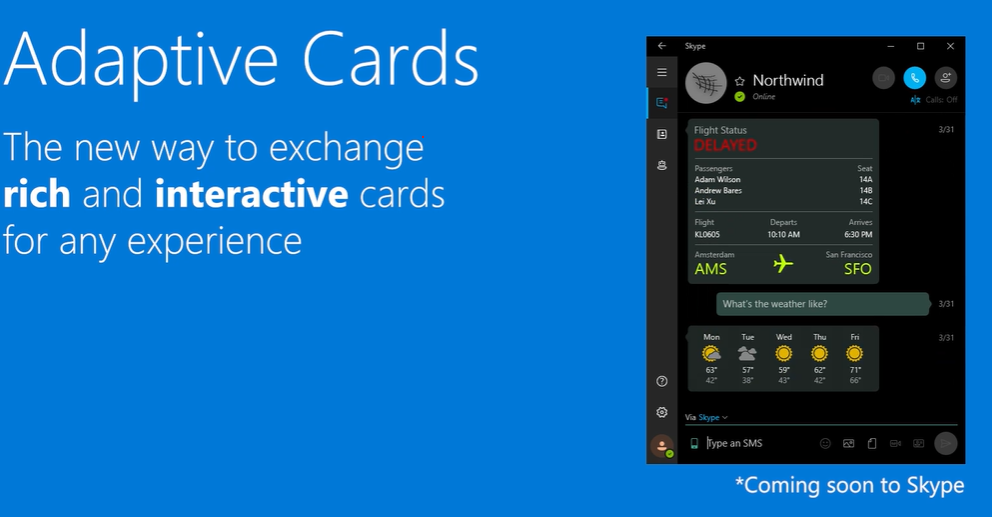 Adaptive Cards
The new way to exchange
rich and interactive cards
for any experience
Skype
Northwind
Online
Calls: Off
Flight Status
3/31
DELAYED
Passengers Seat
Adam Wilson 14A
Andrew Bares 14B
Lei Xu 14C
Flight Departs Arrives
KL0605 10:10 AM 6:30 PM
Amsterdam San Francisco
AMS SFO
What's the weather like?
3/31
3/31
Mon Tue Wed Thu Fri
63° 57° 59° 62° 71°
42° 38° 43° 42° 66°
Via Skype
Type an SMS
*Coming soon to Skype